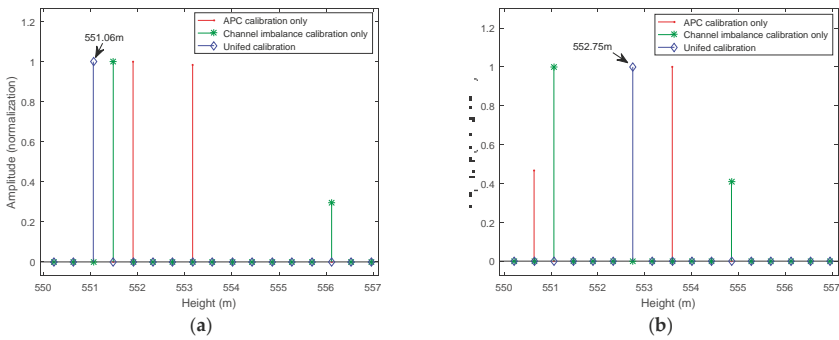 1.2
1
0.8
0.6
0.4
0.2
0
Amplitude (normalization)
551.06m
APC calibration only
Channel imbalance calibration only
Unifed calibration
550 551 552 553 554 555 556 557
Height (m)
(a)
1.2
1
0.8
0.6
0.4
0.2
0
552.75m
APC calibration only
Channel imbalance calibration only
Unifed calibration
550 551 552 553 554 555 556 557
Height (m)
(b)